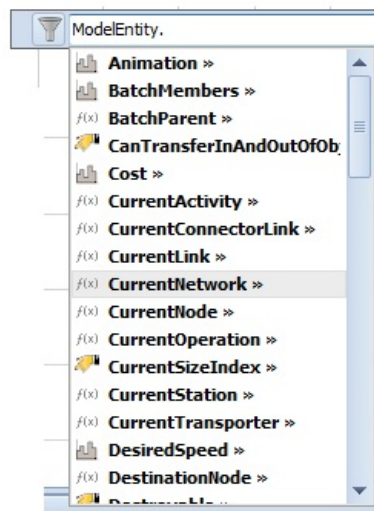 ModelEntity.
Animation »
BatchMembers »
f(x) BatchParent »
CanTransferInAndOutOfOb
Cost »
f(x) CurrentActivity »
f(x) CurrentConnectorLink »
f(x) CurrentLink »
f(x) CurrentNetwork »
f(x) CurrentNode »
f(x) CurrentOperation »
CurrentSizeIndex »
f(x) CurrentStation »
f(x) CurrentTransporter »
DesiredSpeed »
f(x) DestinationNode »